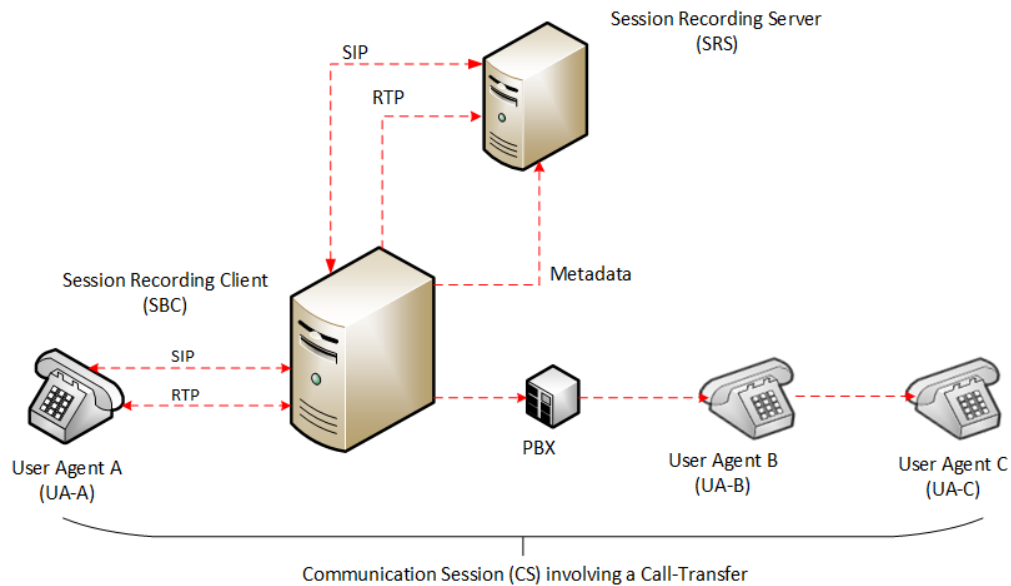 Session Recording Server
(SRS)
SIP
RTP
Metadata
Session Recording Client
(SBC)
SIP
RTP
PBX
User Agent A
(UA-A)
User Agent B
(UA-B)
User Agent C
(UA-C)
Communication Session (CS) involving a Call-Transfer